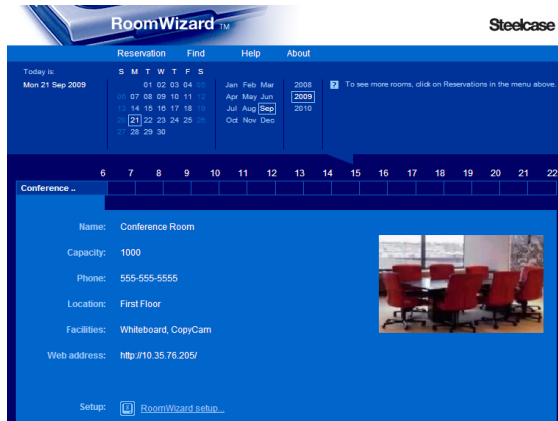 RoomWizard TM
Steelcase
Reservation Find Help About
Today is:
Mon 21 Sep 2009
S M T W T F S
01 02 03 04 05
06 07 08 09 10 11 12
13 14 15 16 17 18 19
20 21 22 23 24 25 26
27 28 29 30
Jan Feb Mar
Apr May Jun
Jul Aug Sep
Oct Nov Dec
2008
2009
2010
? To see more rooms, click on Reservations in the menu above.
6 7 8 9 10 11 12 13 14 15 16 17 18 19 20 21 22
Conference ..
Name: Conference Room
Capacity: 1000
Phone: 555-555-5555
Location: First Floor
Facilities: Whiteboard, CopyCam
Web address: http://10.35.76.205/
Setup: RoomWizard setup...